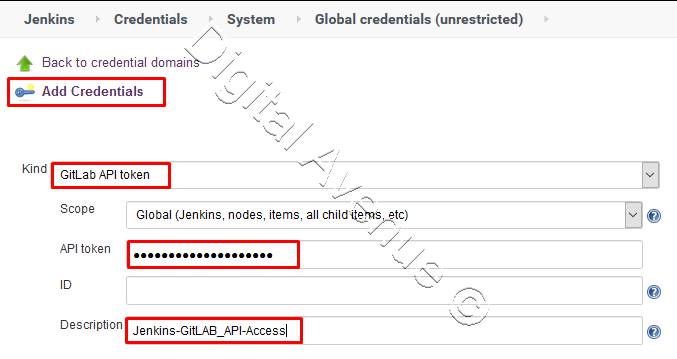 Jenkins Credentials System Global credentials (unrestricted)
Back to credential domains
Add Credentials
Kind GitLab API token
Scope Global (Jenkins, nodes, items, all child items, etc)
API token ●●●●●●●●●●●●●●●●●●●●
ID
Description Jenkins-GitLAB_API-Access
Digital Avenue ©